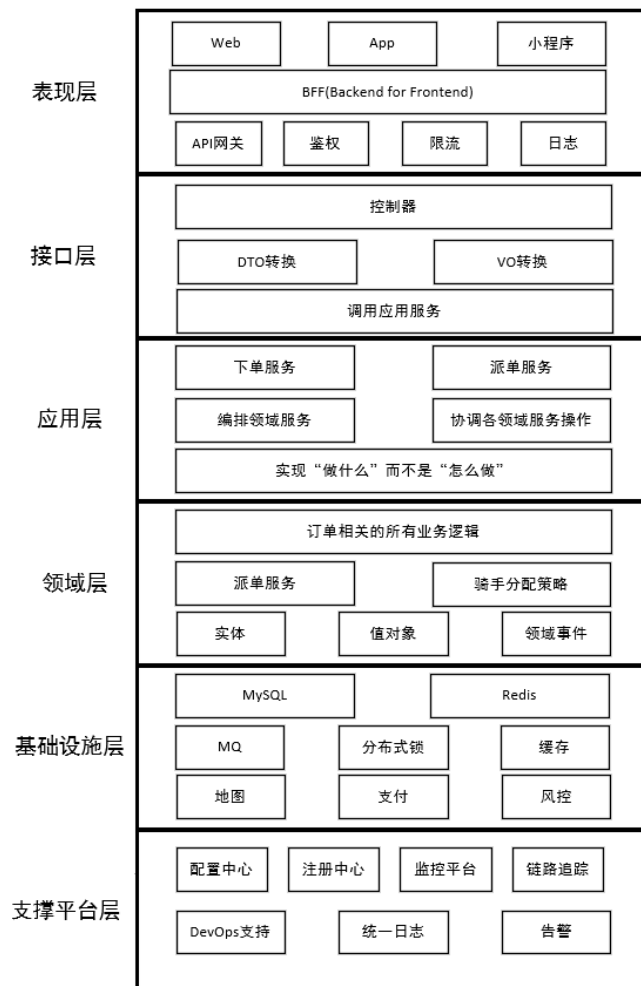 表现层
Web
App
小程序
BFF(Backend for Frontend)
API网关
鉴权
限流
日志
接口层
控制器
DTO转换
VO转换
调用应用服务
应用层
下单服务
派单服务
编排领域服务
协调各领域服务操作
实现“做什么”而不是“怎么做”
领域层
订单相关的所有业务逻辑
派单服务
骑手分配策略
实体
值对象
领域事件
基础设施层
MySQL
Redis
MQ
分布式锁
缓存
地图
支付
风控
支撑平台层
配置中心
注册中心
监控平台
链路追踪
DevOps支持
统一日志
告警